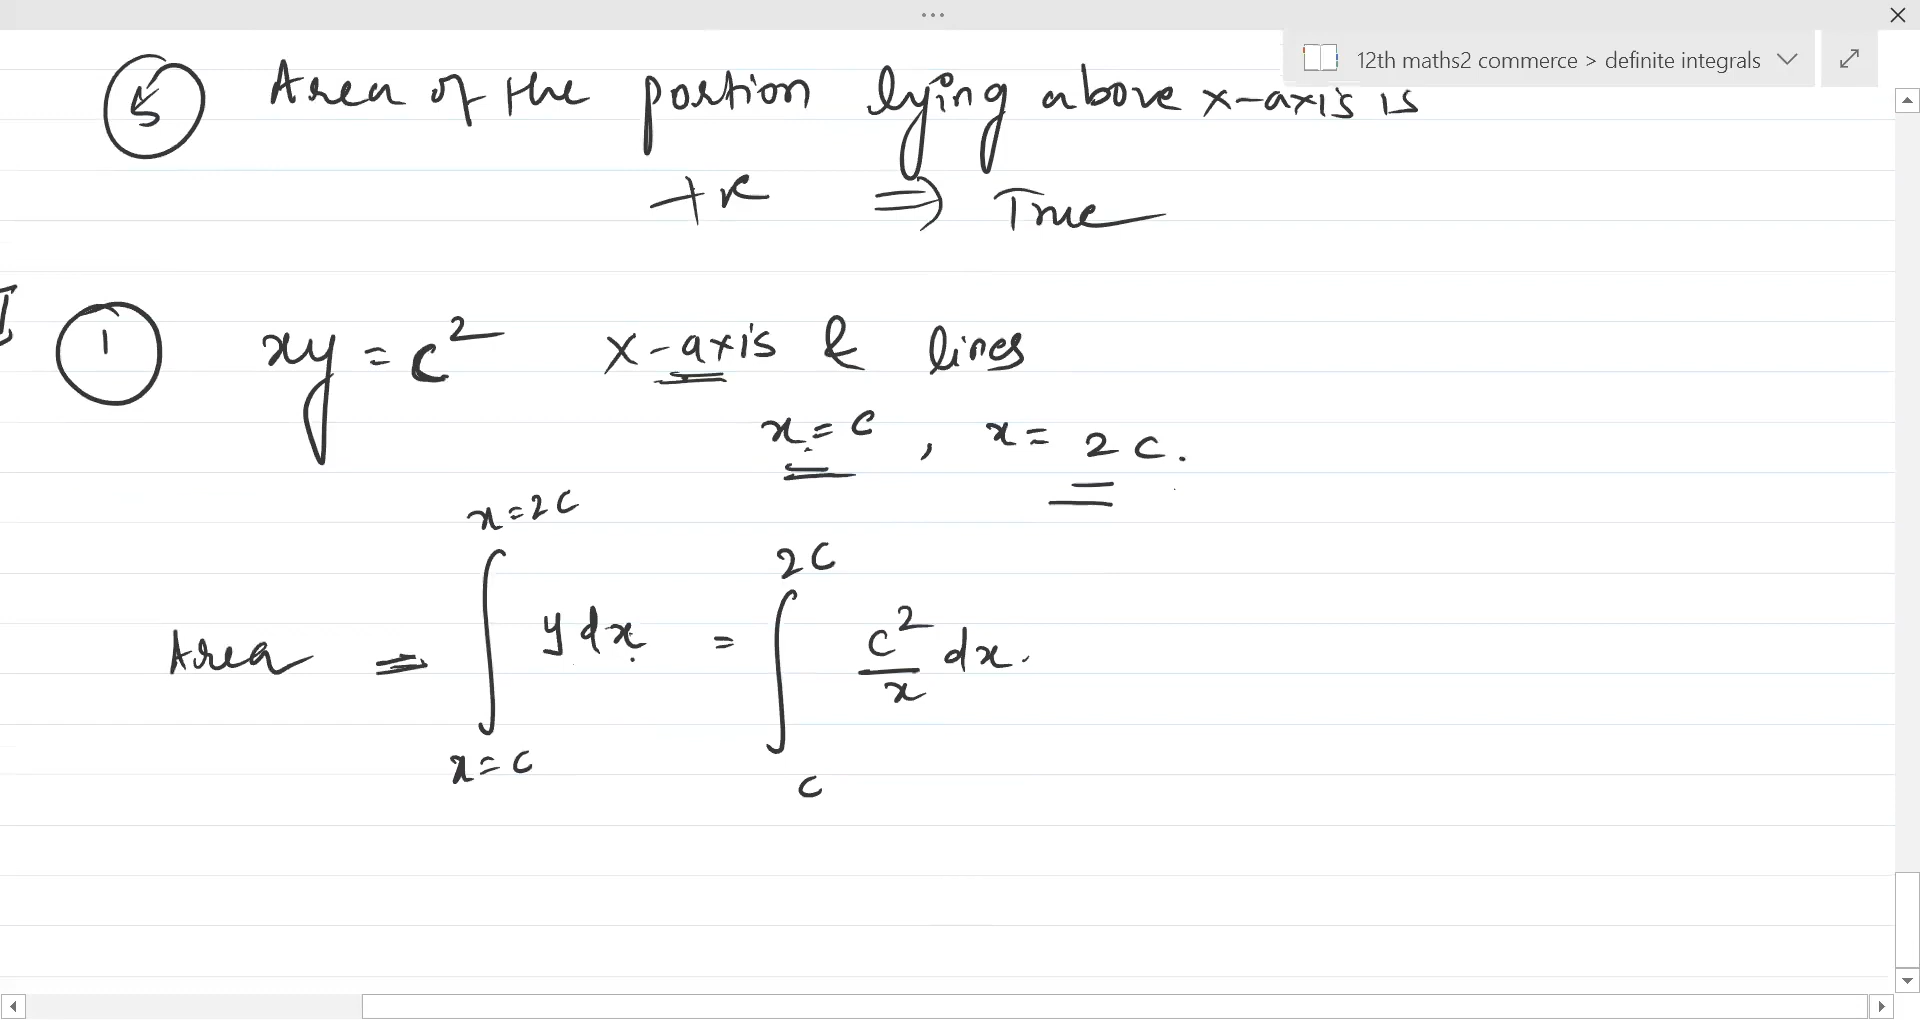 12th maths2 commerce > definite integrals
5 Area of the portion lying above x-axis is
+ve ⇒ True
1 xy = c² x-axis & lines
x = c , x = 2c.
x=2c
2c
Area = ∫ y dx = ∫ c²/x dx.
x=c
c